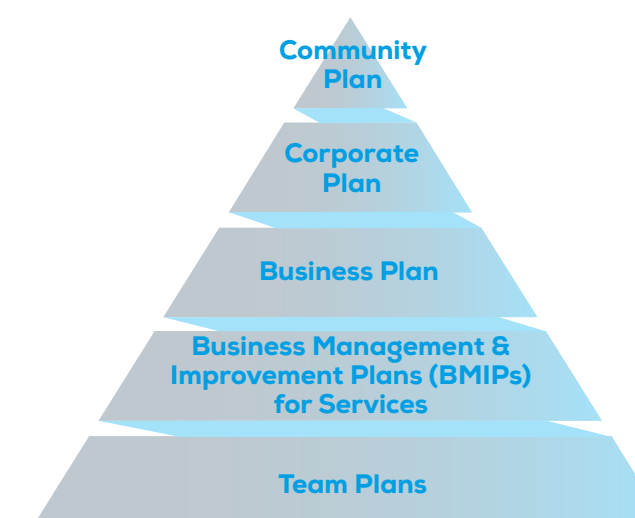 Community
Plan
Corporate
Plan
Business Plan
Business Management &
Improvement Plans (BMIPs)
for Services
Team Plans